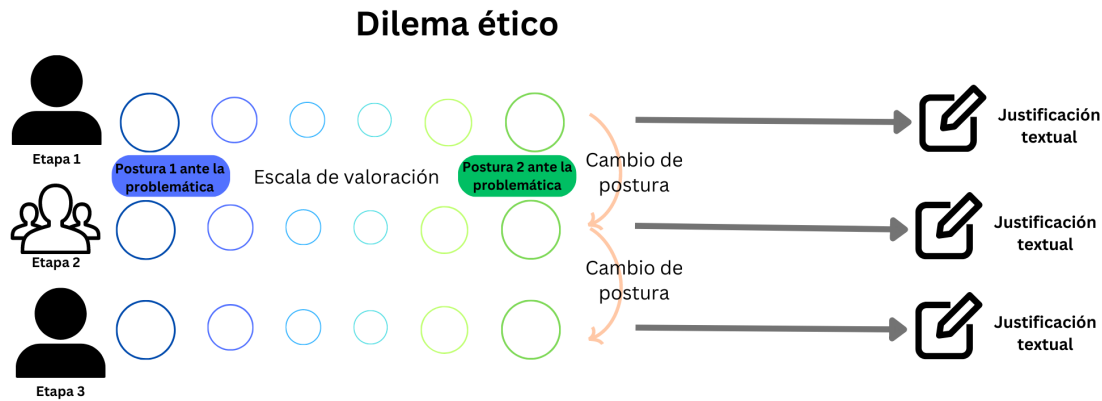 Dilema ético
Etapa 1
Justificación
textual
Postura 1 ante la
problemática
Escala de valoración
Postura 2 ante la
problemática
Cambio de
postura
Etapa 2
Justificación
textual
Cambio de
postura
Etapa 3
Justificación
textual